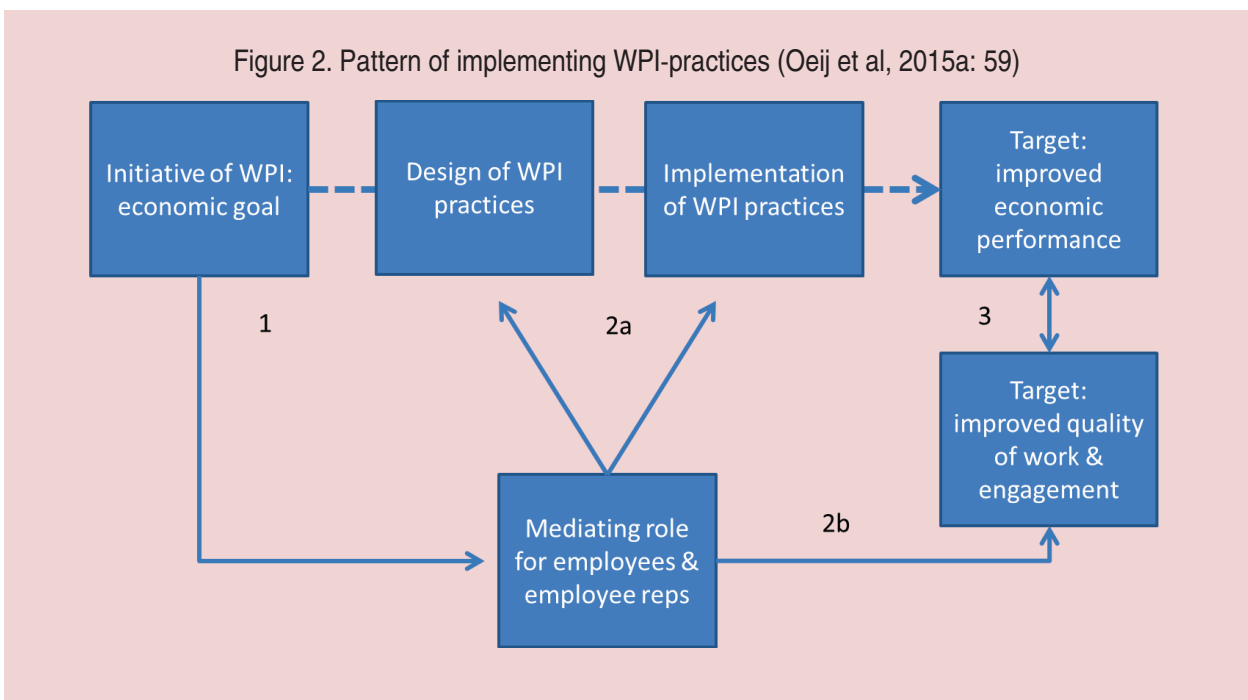 Figure 2. Pattern of implementing WPI-practices (Oeij et al, 2015a: 59)
Initiative of WPI:
economic goal
Design of WPI
practices
Implementation
of WPI practices
Target:
improved
economic
performance
1
2a
3
Target:
improved quality
of work &
engagement
Mediating role
for employees &
employee reps
2b